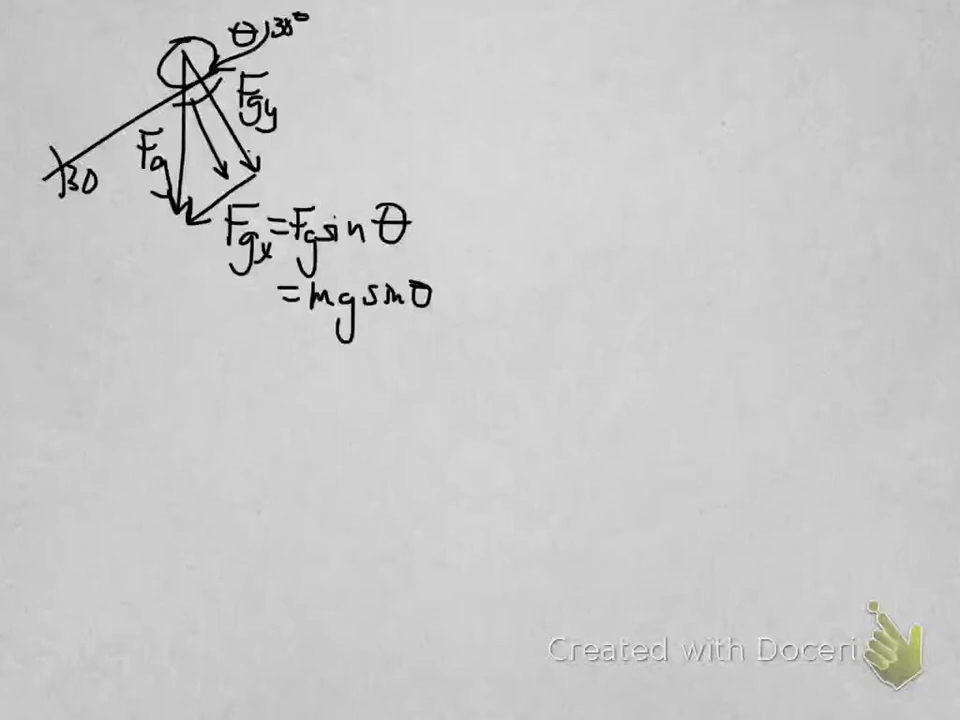 θ 30°
Fgy
Fg
30
Fgx = Fg sin θ
= mg sin θ
Created with Doceri